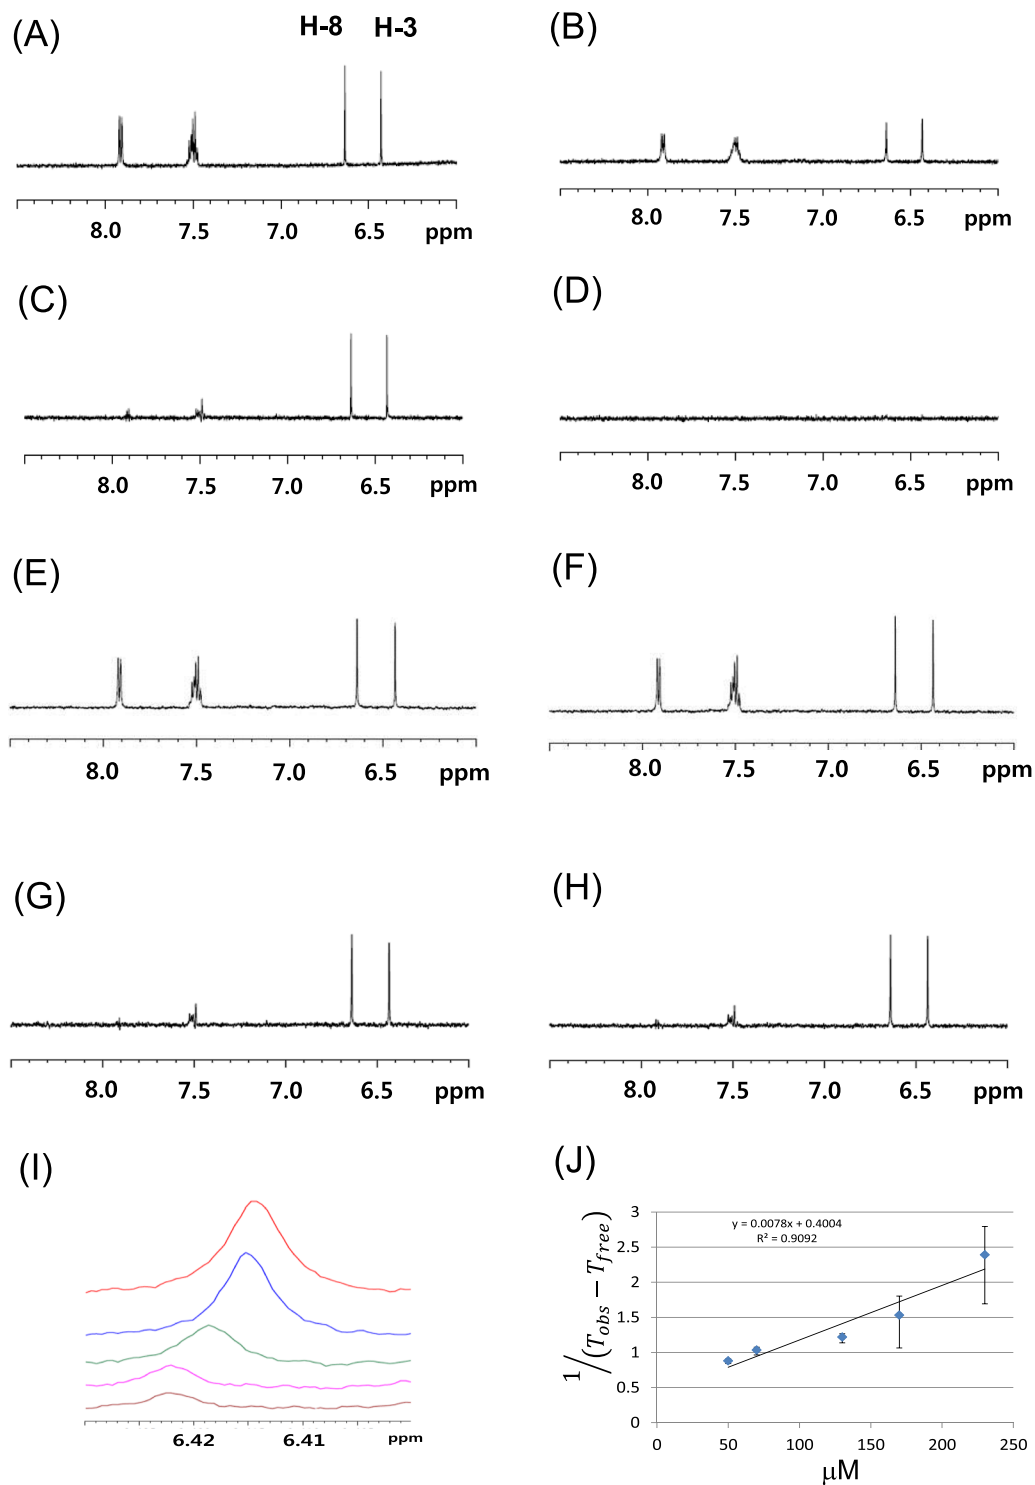 (A) H-8 H-3
8.0 7.5 7.0 6.5 ppm
(B)
8.0 7.5 7.0 6.5 ppm
(C)
8.0 7.5 7.0 6.5 ppm
(D)
8.0 7.5 7.0 6.5 ppm
(E)
8.0 7.5 7.0 6.5 ppm
(F)
8.0 7.5 7.0 6.5 ppm
(G)
8.0 7.5 7.0 6.5 ppm
(H)
8.0 7.5 7.0 6.5 ppm
(I)
6.42 6.41 ppm
(J)
1/(T_obs − T_free)
y = 0.0078x + 0.4004
R² = 0.9092
3
2.5
2
1.5
1
0.5
0
0 50 100 150 200 250
μM